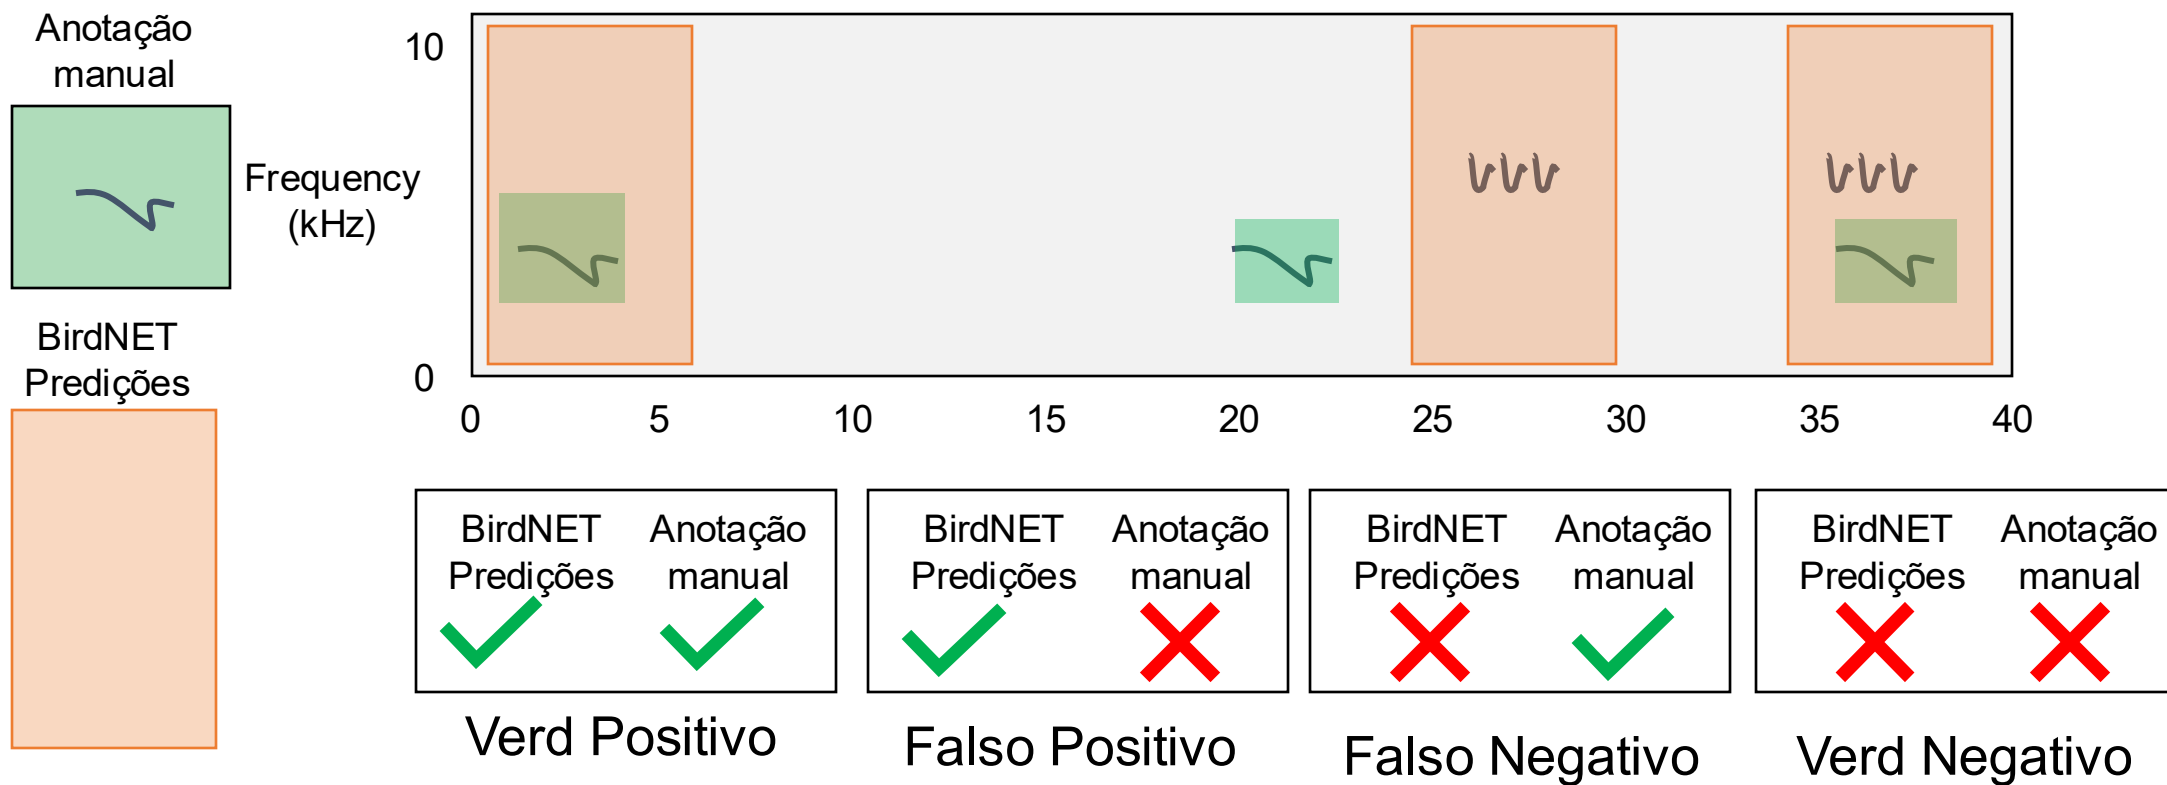 Anotação
manual
BirdNET
Predições
Frequency
(kHz)
10
0
0 5 10 15 20 25 30 35 40
BirdNET Anotação
Predições manual
Verd Positivo
BirdNET Anotação
Predições manual
Falso Positivo
BirdNET Anotação
Predições manual
Falso Negativo
BirdNET Anotação
Predições manual
Verd Negativo